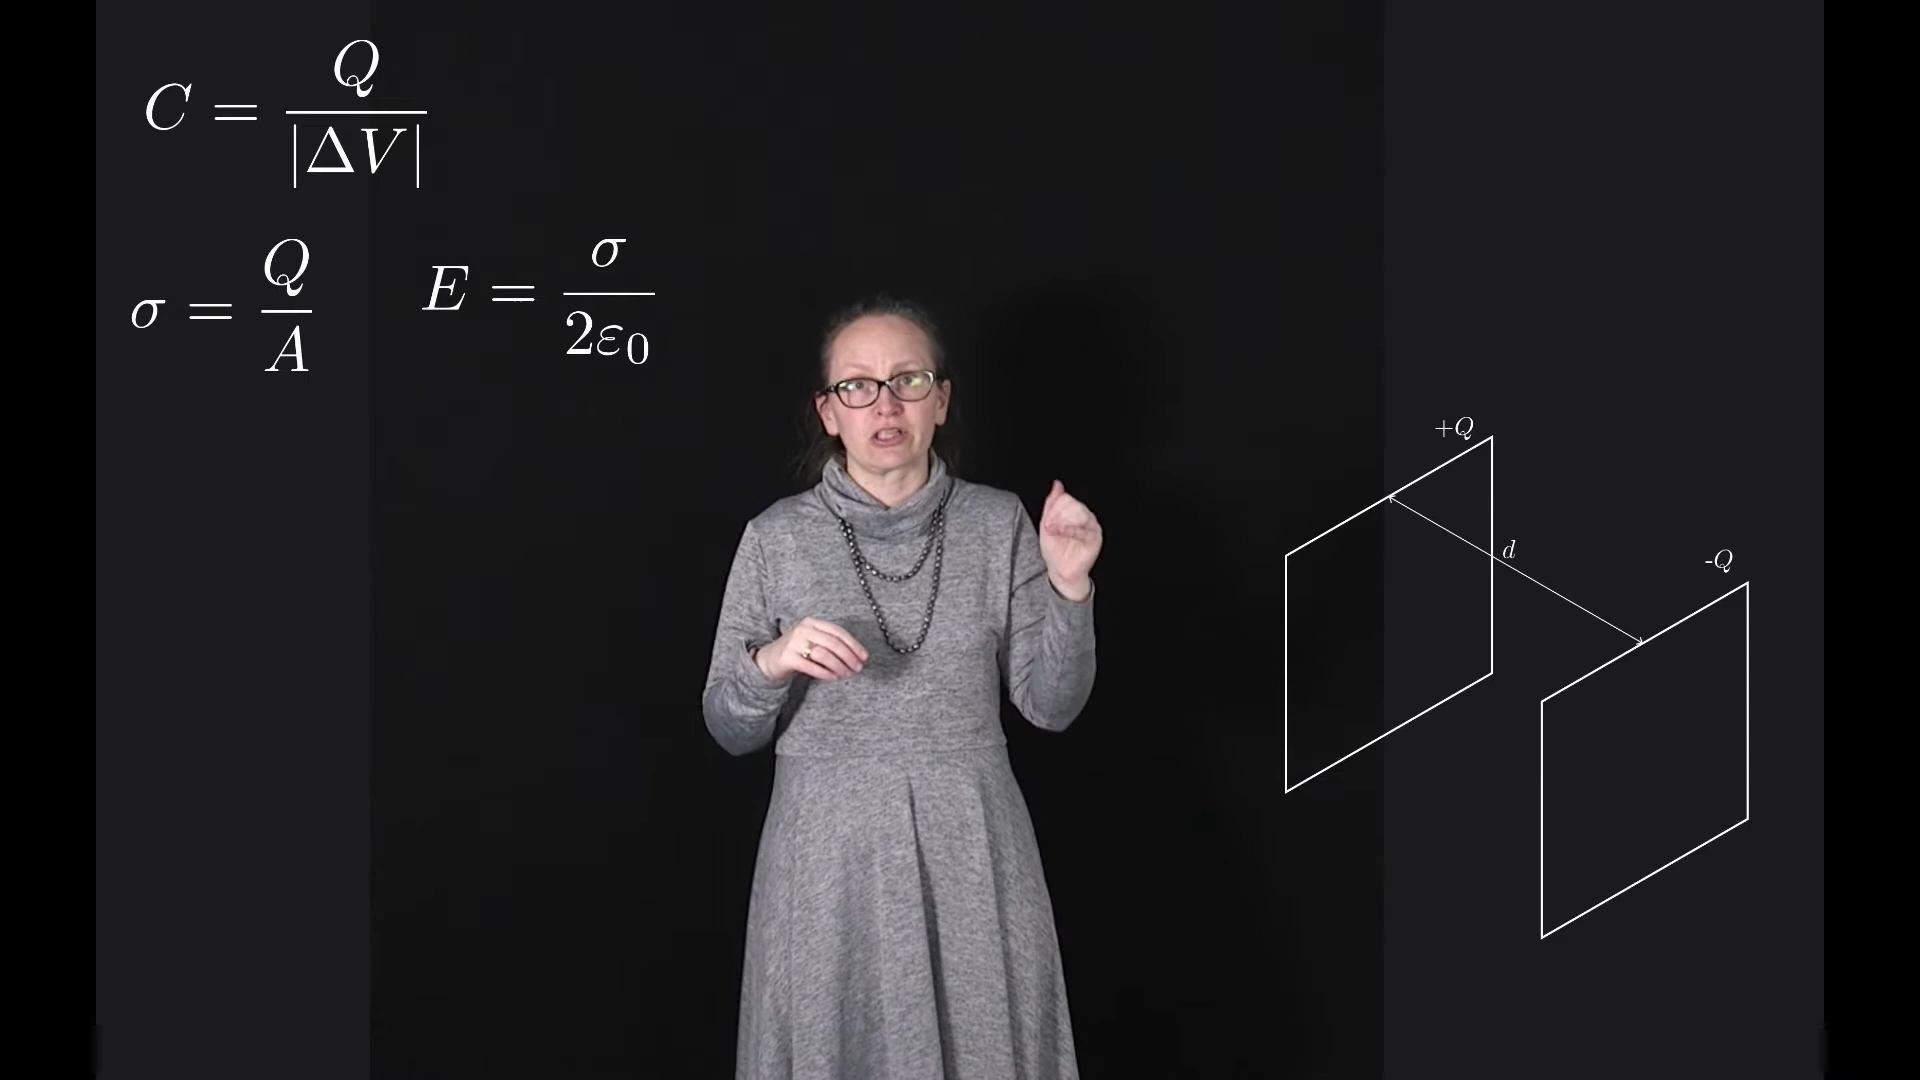 C = Q / |ΔV|
σ = Q / A
E = σ / 2ε₀
+Q
d
-Q